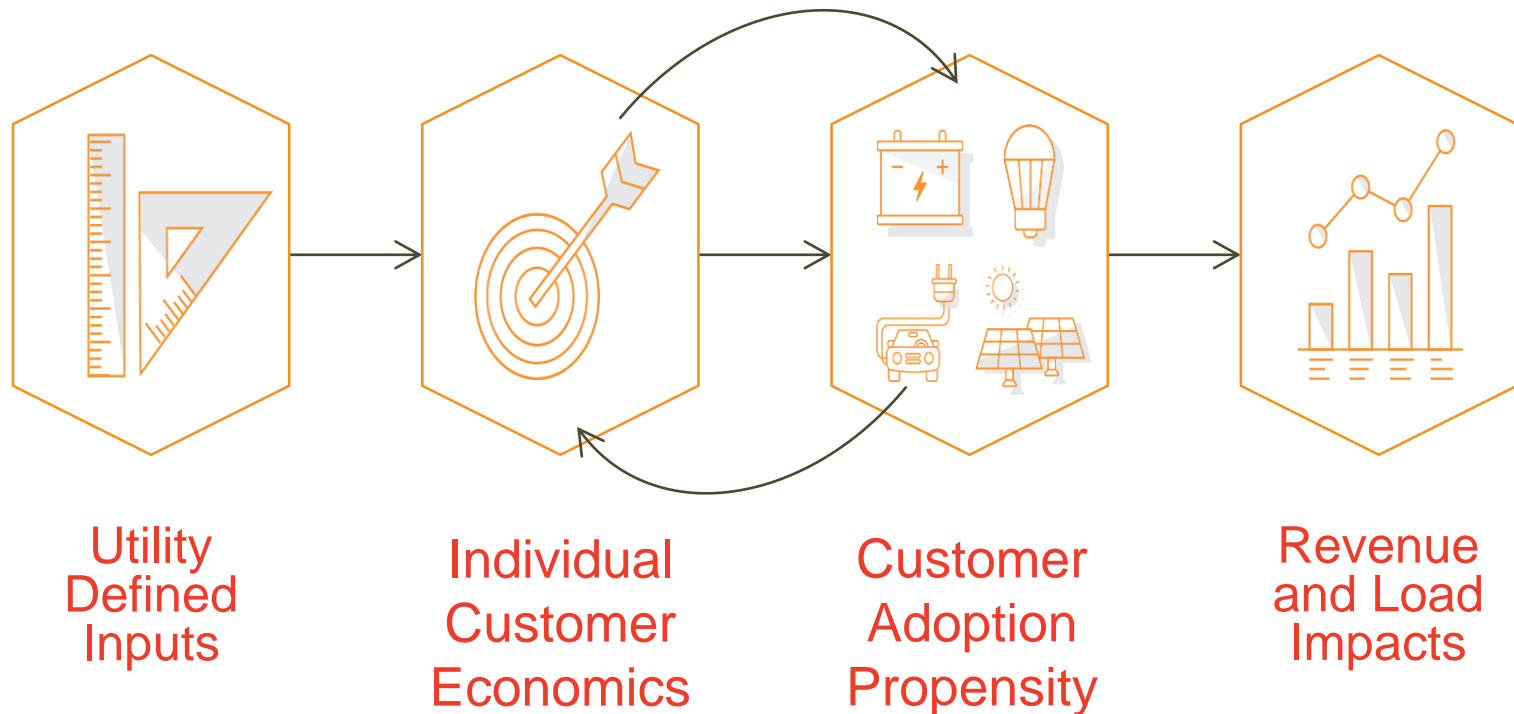 Utility
Defined
Inputs
Individual
Customer
Economics
Customer
Adoption
Propensity
Revenue
and Load
Impacts